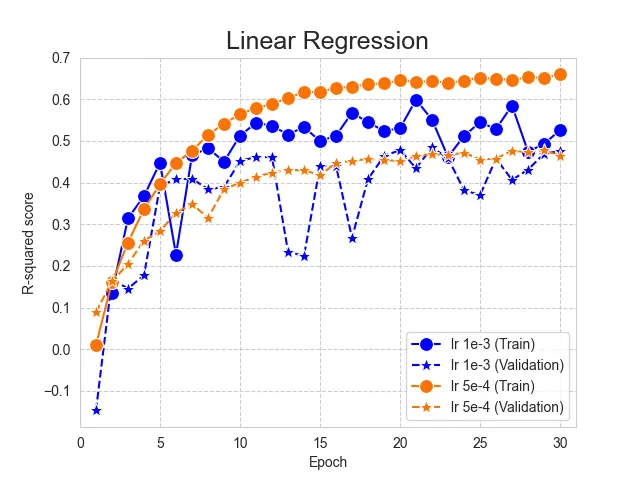 Linear Regression
R-squared score
0.7
0.6
0.5
0.4
0.3
0.2
0.1
0.0
−0.1
0 5 10 15 20 25 30
Epoch
lr 1e-3 (Train)
lr 1e-3 (Validation)
lr 5e-4 (Train)
lr 5e-4 (Validation)